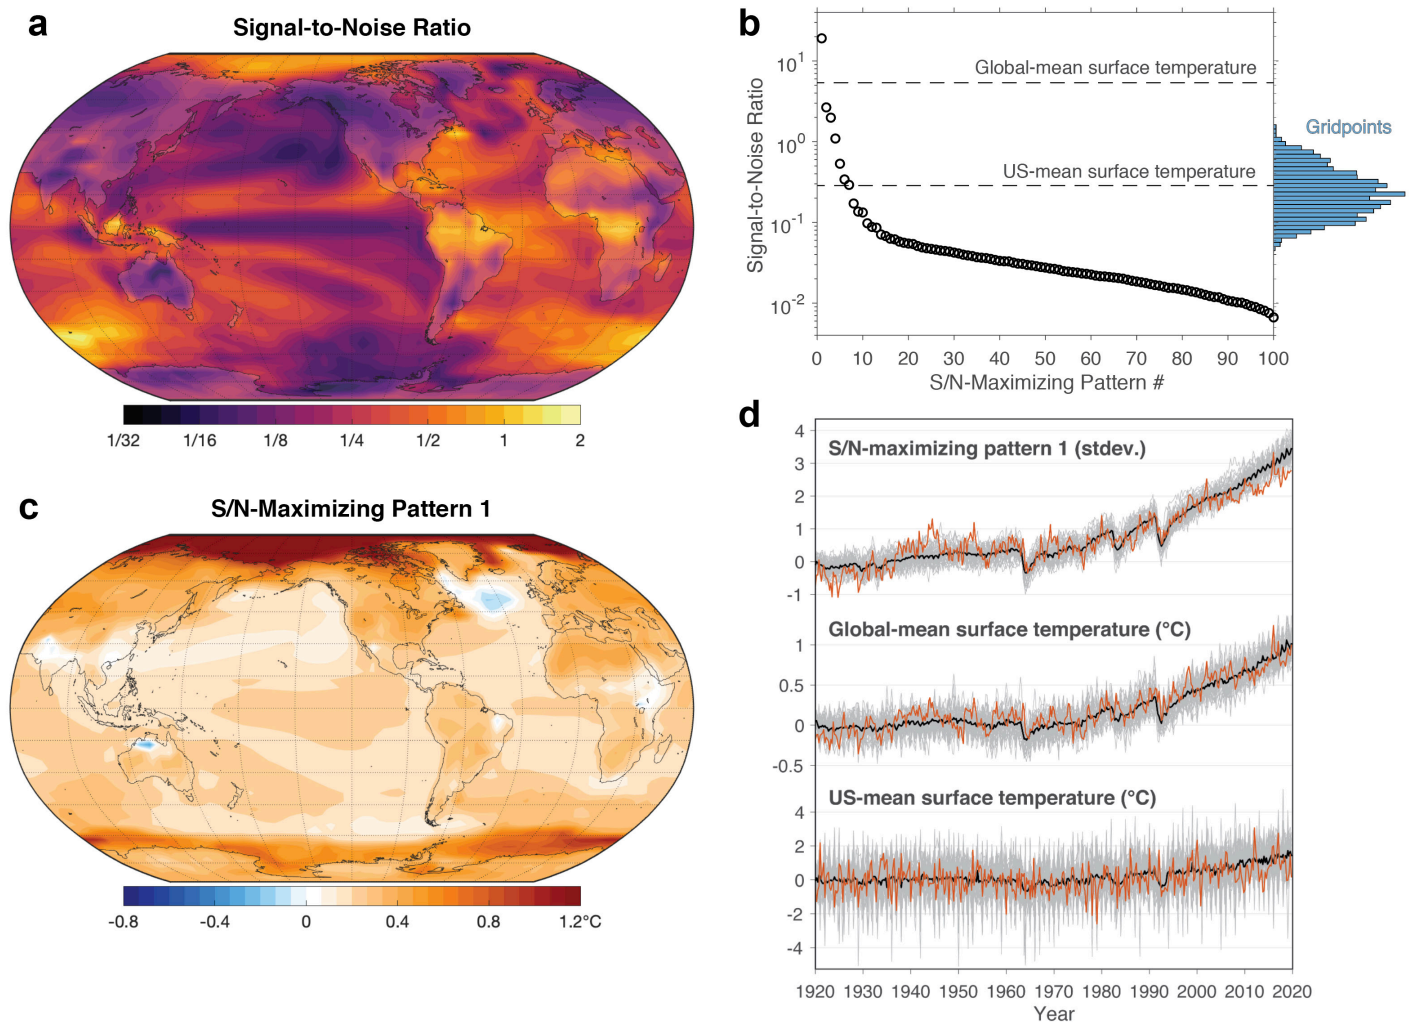 a
Signal-to-Noise Ratio
1/32 1/16 1/8 1/4 1/2 1 2
b
Signal-to-Noise Ratio
10^1
10^0
10^-1
10^-2
Global-mean surface temperature
US-mean surface temperature
Gridpoints
0 10 20 30 40 50 60 70 80 90 100
S/N-Maximizing Pattern #
c
S/N-Maximizing Pattern 1
-0.8 -0.4 0 0.4 0.8 1.2°C
d
S/N-maximizing pattern 1 (stdev.)
4
3
2
1
0
-1
Global-mean surface temperature (°C)
1
0.5
0
-0.5
US-mean surface temperature (°C)
4
2
0
-2
-4
1920 1930 1940 1950 1960 1970 1980 1990 2000 2010 2020
Year